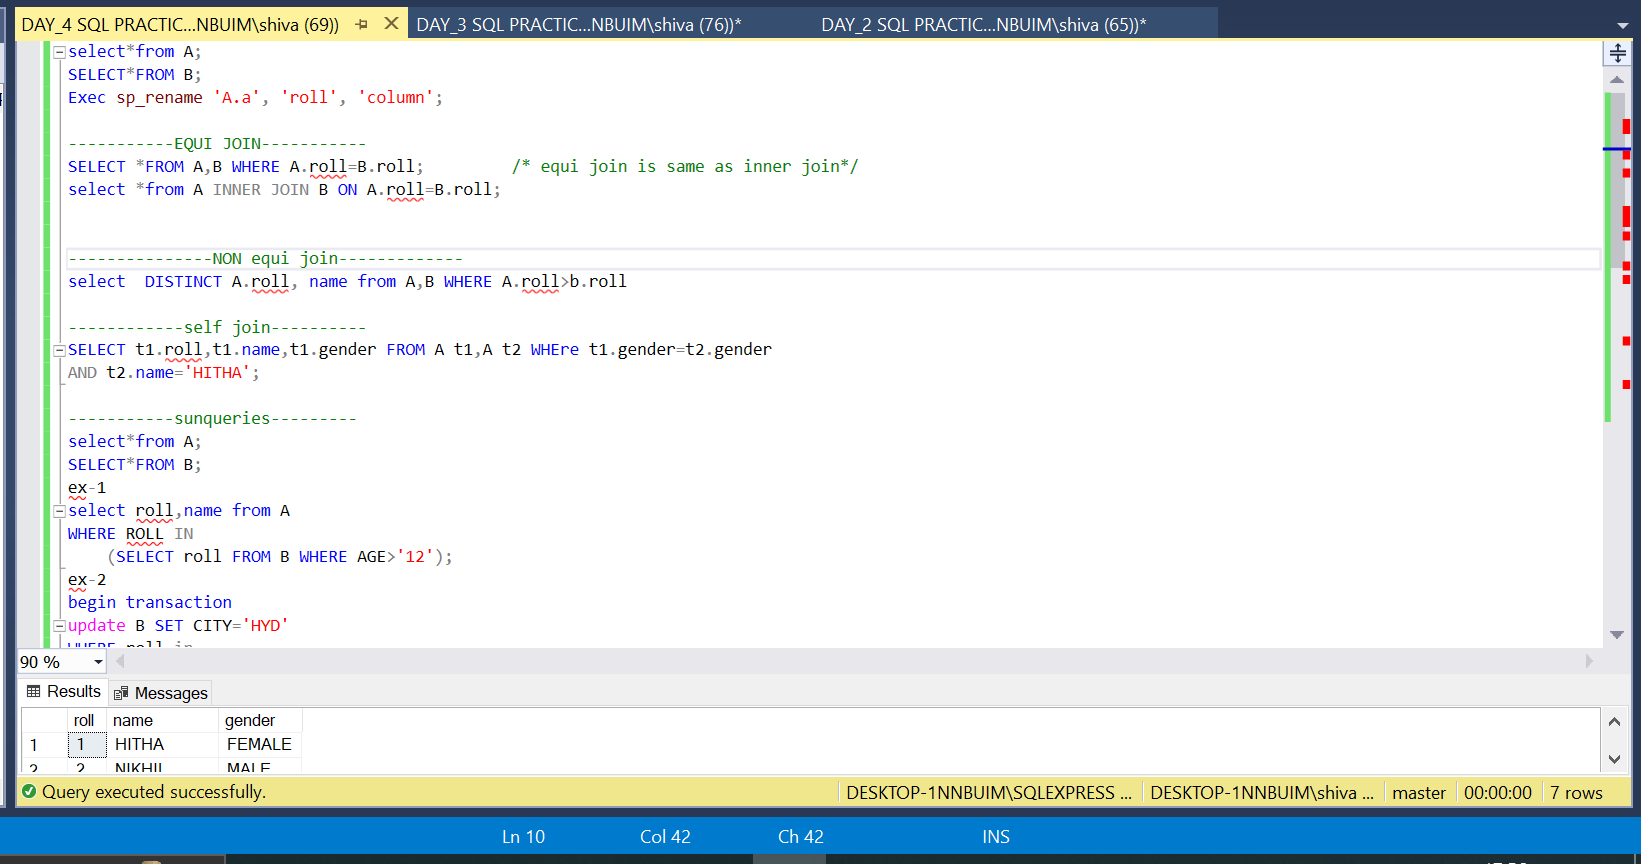 DAY_4 SQL PRACTIC...NBUIM\shiva (69)) DAY_3 SQL PRACTIC...NBUIM\shiva (76))* DAY_2 SQL PRACTIC...NBUIM\shiva (65))*
select*from A;
SELECT*FROM B;
Exec sp_rename 'A.a', 'roll', 'column';
-----------EQUI JOIN-----------
SELECT *FROM A,B WHERE A.roll=B.roll; /* equi join is same as inner join*/
select *from A INNER JOIN B ON A.roll=B.roll;
---------------NON equi join-------------
select  DISTINCT A.roll, name from A,B WHERE A.roll>b.roll
------------self join----------
SELECT t1.roll,t1.name,t1.gender FROM A t1,A t2 WHEre t1.gender=t2.gender
AND t2.name='HITHA';
-----------sunqueries---------
select*from A;
SELECT*FROM B;
ex-1
select roll,name from A
WHERE ROLL IN
(SELECT roll FROM B WHERE AGE>'12');
ex-2
begin transaction
update B SET CITY='HYD'
WHERE roll in
90 %
Results Messages
roll name gender
1 1 HITHA FEMALE
2 2 NIKHIL MALE
Query executed successfully. DESKTOP-1NNBUIM\SQLEXPRESS ... DESKTOP-1NNBUIM\shiva ... master 00:00:00 7 rows
Ln 10 Col 42 Ch 42 INS